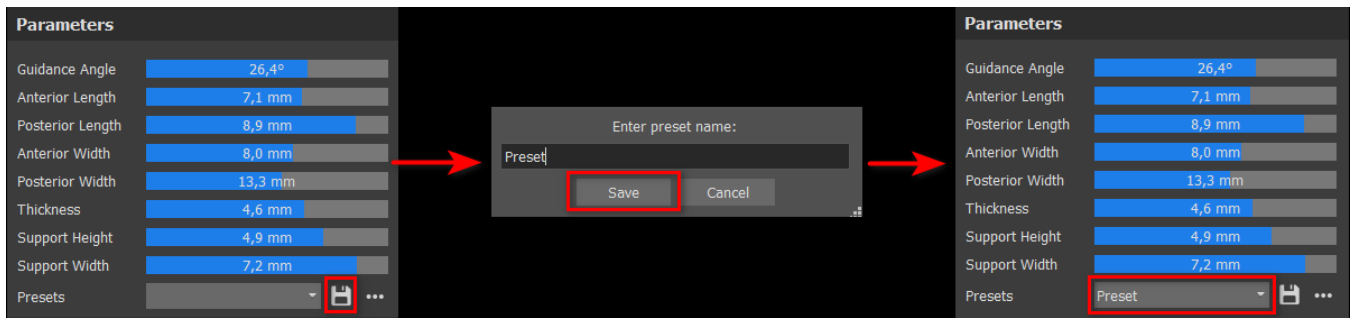 Parameters
Guidance Angle 26,4º
Anterior Length 7,1 mm
Posterior Length 8,9 mm
Anterior Width 8,0 mm
Posterior Width 13,3 mm
Thickness 4,6 mm
Support Height 4,9 mm
Support Width 7,2 mm
Presets
Enter preset name:
Preset
Save Cancel
Parameters
Guidance Angle 26,4º
Anterior Length 7,1 mm
Posterior Length 8,9 mm
Anterior Width 8,0 mm
Posterior Width 13,3 mm
Thickness 4,6 mm
Support Height 4,9 mm
Support Width 7,2 mm
Presets Preset